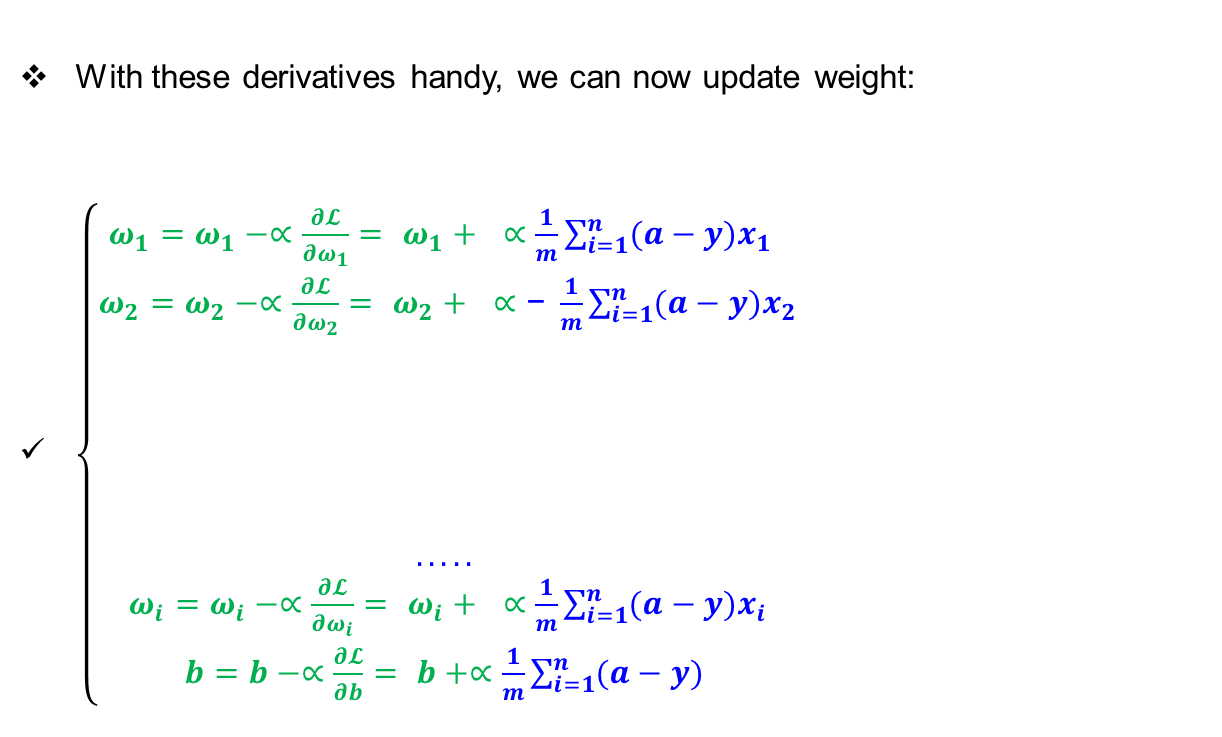 ❖ With these derivatives handy, we can now update weight:
ω₁ = ω₁ −∝ ∂ℒ/∂ω₁ = ω₁ + ∝ 1/m ∑ⁿᵢ₌₁(a − y)x₁
ω₂ = ω₂ −∝ ∂ℒ/∂ω₂ = ω₂ + ∝ − 1/m ∑ⁿᵢ₌₁(a − y)x₂
✓
.....
ωᵢ = ωᵢ −∝ ∂ℒ/∂ωᵢ = ωᵢ + ∝ 1/m ∑ⁿᵢ₌₁(a − y)xᵢ
b = b −∝ ∂ℒ/∂b = b +∝ 1/m ∑ⁿᵢ₌₁(a − y)